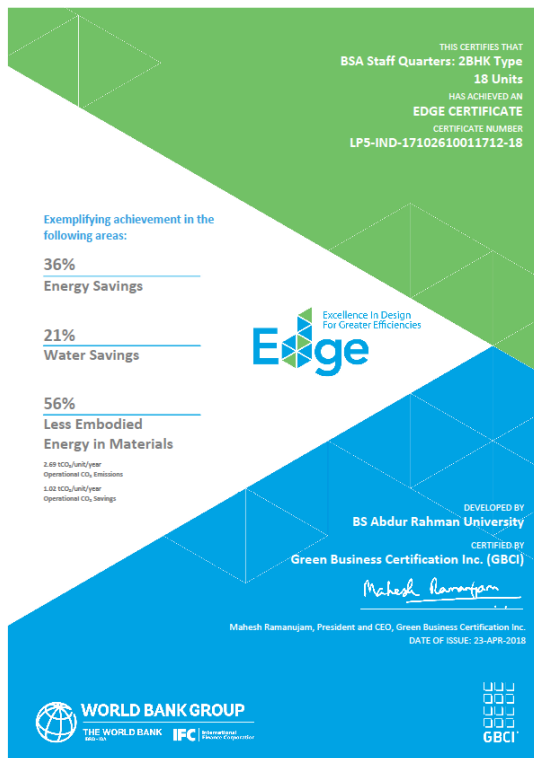 THIS CERTIFIES THAT
BSA Staff Quarters: 2BHK Type
18 Units
HAS ACHIEVED AN
EDGE CERTIFICATE
CERTIFICATE NUMBER
LP5-IND-17102610011712-18
Exemplifying achievement in the
following areas:
36%
Energy Savings
21%
Water Savings
56%
Less Embodied
Energy in Materials
2.69 tCO₂/unit/year
Operational CO₂ Emissions
1.02 tCO₂/unit/year
Operational CO₂ Savings
Edge
Excellence In Design
For Greater Efficiencies
DEVELOPED BY
BS Abdur Rahman University
CERTIFIED BY
Green Business Certification Inc. (GBCI)
Mahesh Ramanujam
Mahesh Ramanujam, President and CEO, Green Business Certification Inc.
DATE OF ISSUE: 23-APR-2018
WORLD BANK GROUP
THE WORLD BANK
IBRD • IDA
IFC International
Finance Corporation
GBCI